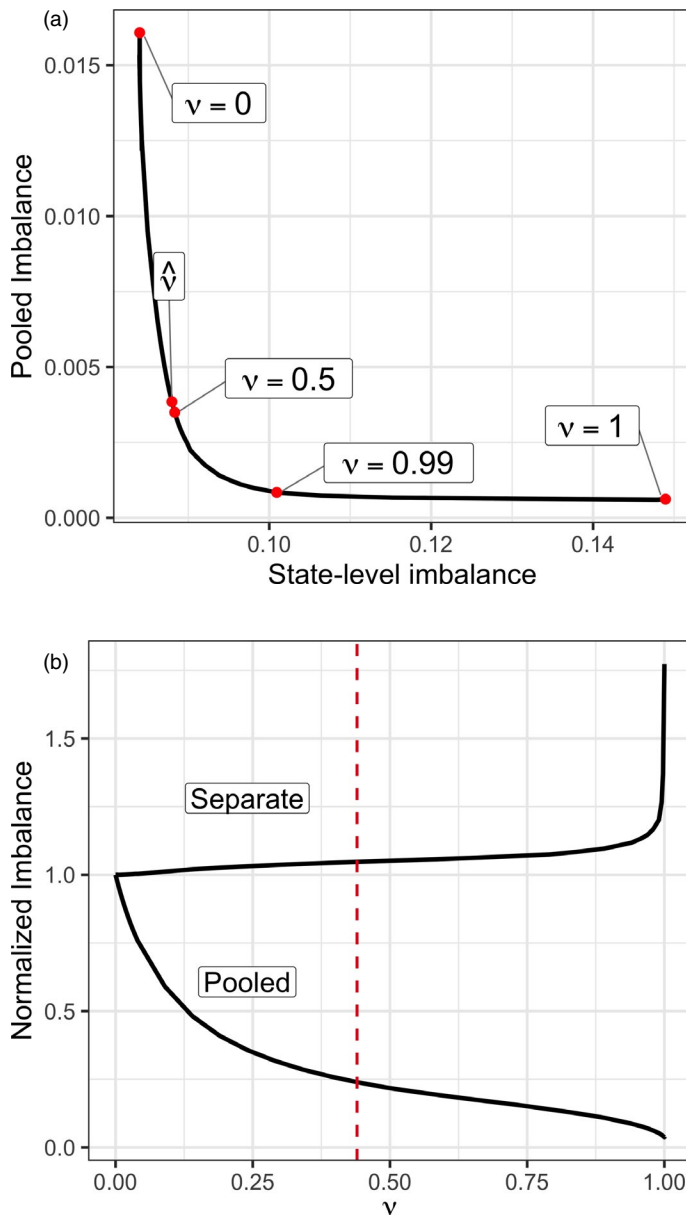 (a)
Pooled Imbalance
0.015
0.010
0.005
0.000
ν = 0
ν̂
ν = 0.5
ν = 0.99
ν = 1
0.10
0.12
0.14
State-level imbalance
(b)
Normalized Imbalance
1.5
1.0
0.5
0.0
Separate
Pooled
0.00
0.25
0.50
0.75
1.00
ν